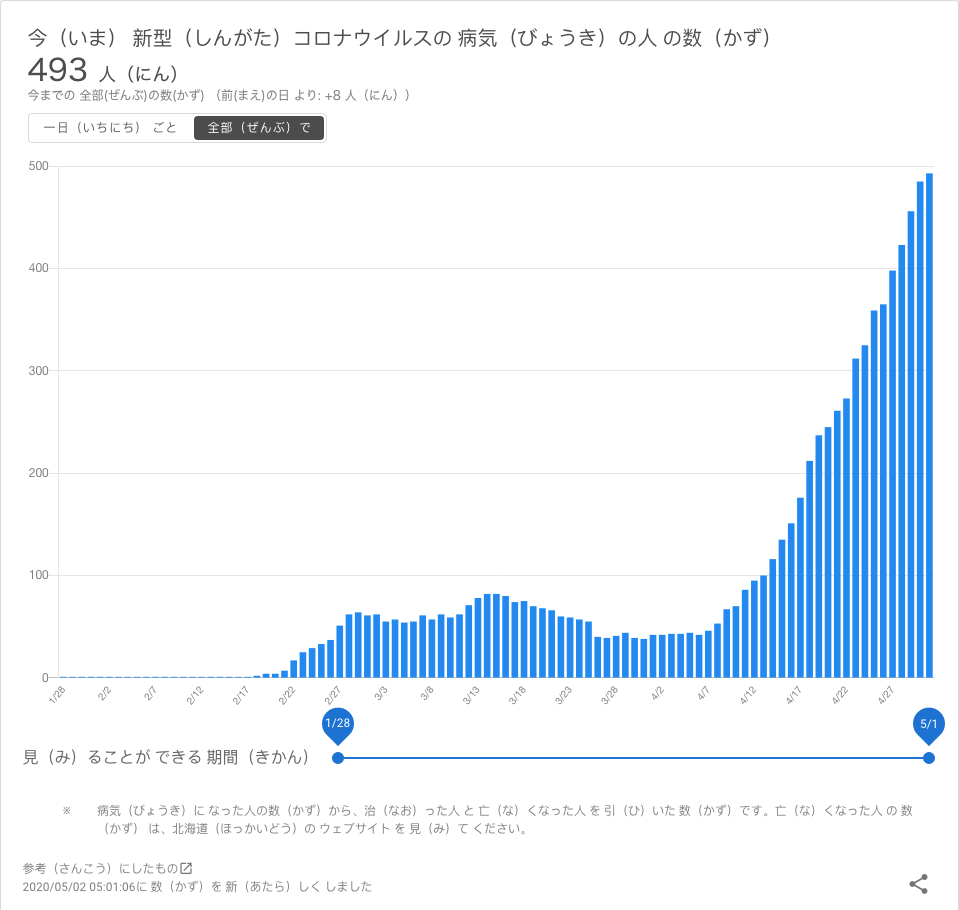 今（いま） 新型（しんがた）コロナウイルスの 病気（びょうき）の人 の数（かず）
493 人（にん）
今までの 全部(ぜんぶ)の数(かず) （前(まえ)の日 より: +8 人（にん））
一日（いちにち） ごと 全部（ぜんぶ）で
500
400
300
200
100
0
1/28 2/2 2/7 2/12 2/17 2/22 2/27 3/3 3/8 3/13 3/18 3/23 3/28 4/2 4/7 4/12 4/17 4/22 4/27
1/28 5/1
見（み）ることが できる 期間（きかん）
※ 病気（びょうき）に なった人の数（かず）から、治（なお）った人 と 亡（な）くなった人 を 引（ひ）いた 数（かず）です。亡（な）くなった人 の 数
（かず） は、北海道（ほっかいどう）の ウェブサイト を 見（み）て ください。
参考（さんこう）にしたもの
2020/05/02 05:01:06に 数（かず）を 新（あたら）しく しました